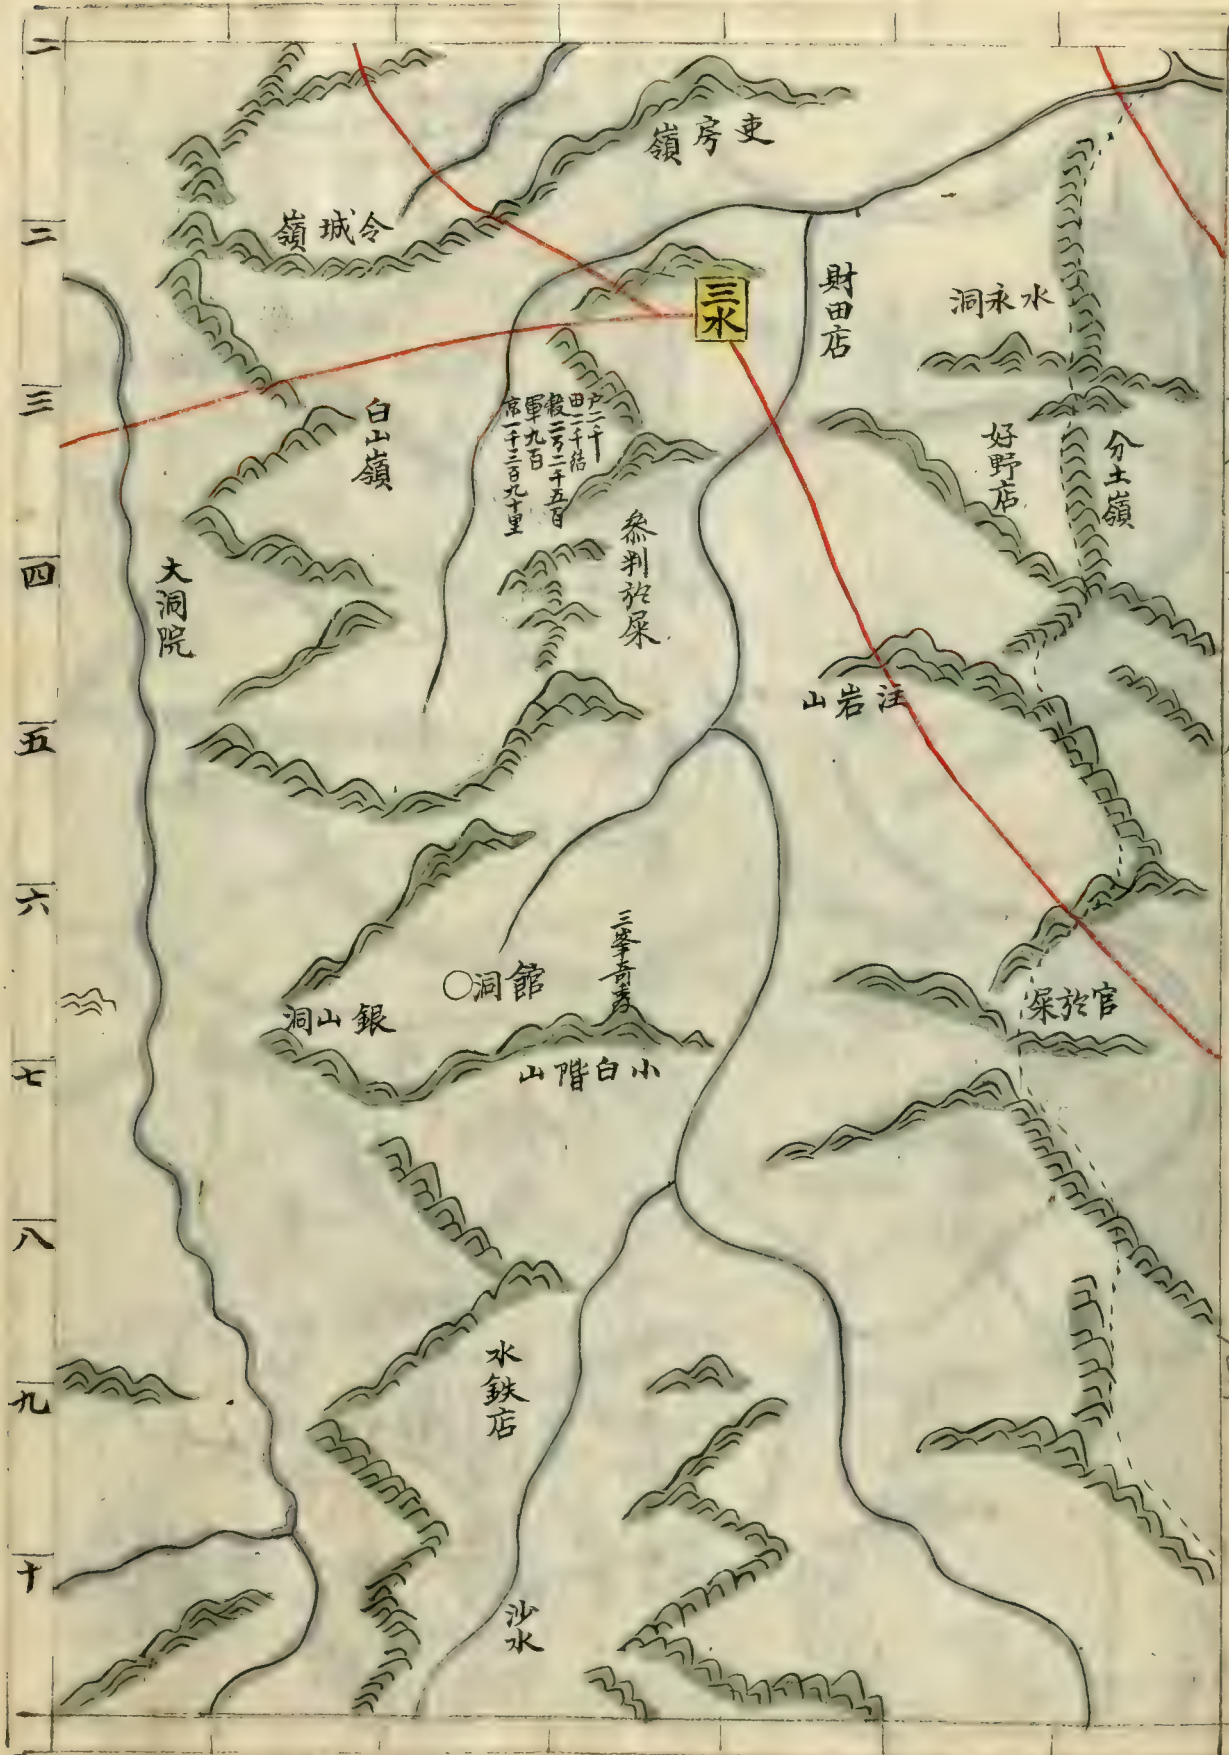 二
二
三
四
五
六
七
八
九
十
吏房嶺
令城嶺
三水
財田店
水永洞
白山嶺
戶二千
田二千結
穀二万二千五百
軍九百
京一千三百九十里
好野店
分土嶺
叅判於屎
大洞院
汪岩山
三峯奇秀
館洞
銀山洞
小白階山
官於屎
水鉄店
沙水